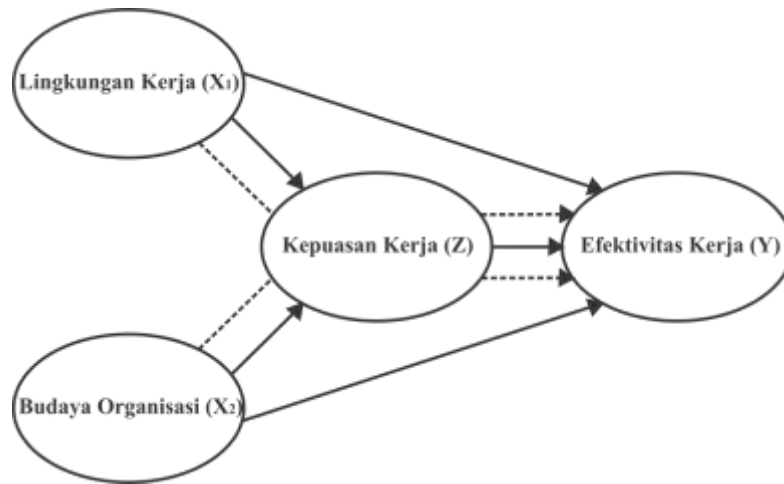 Lingkungan Kerja (X₁)
Kepuasan Kerja (Z)
Efektivitas Kerja (Y)
Budaya Organisasi (X₂)